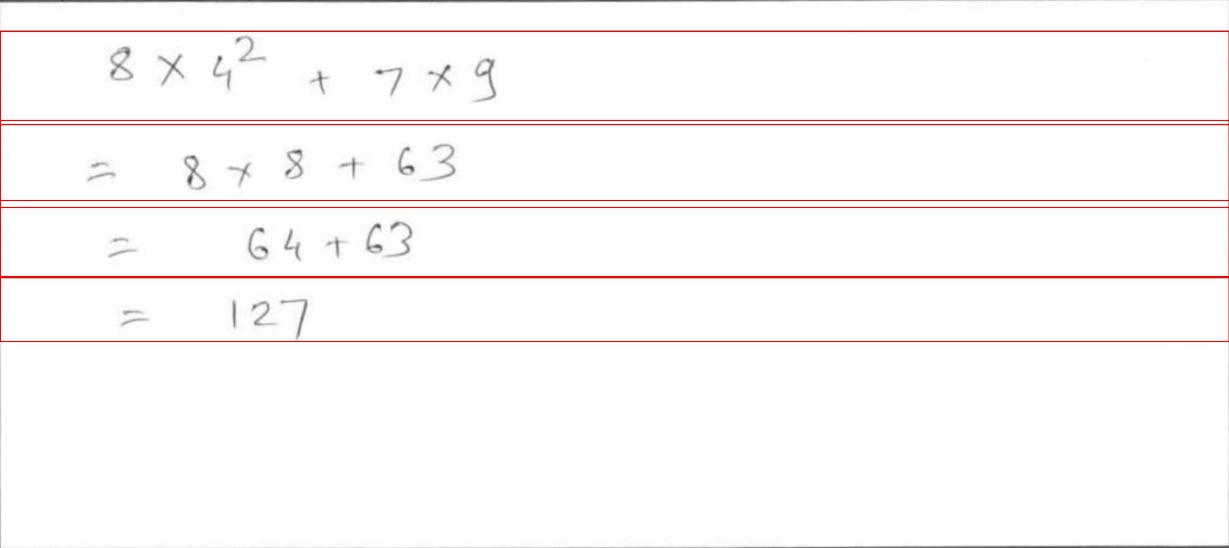 8 × 4² + 7 × 9
= 8 × 8 + 63
= 64 + 63
= 127